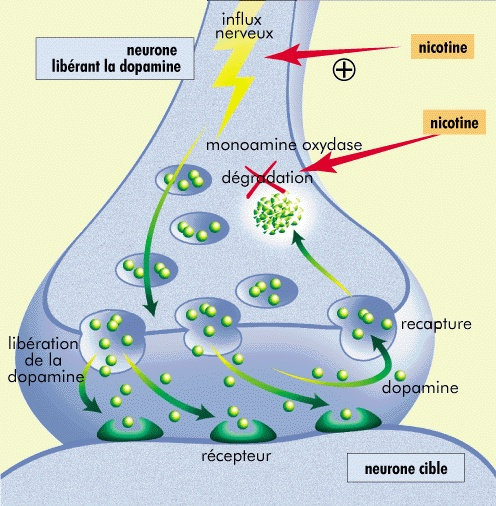 influx
nerveux
neurone
libérant la dopamine
nicotine
+
nicotine
monoamine oxydase
dégradation
recapture
libération
de la
dopamine
dopamine
récepteur
neurone cible